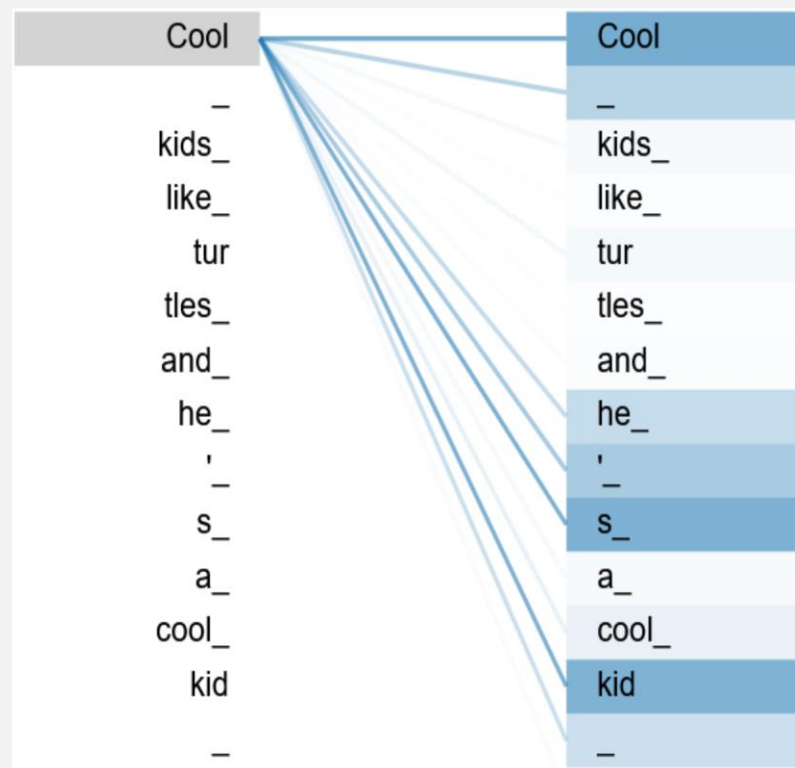 Cool Cool
_ _
kids_ kids_
like_ like_
tur tur
tles_ tles_
and_ and_
he_ he_
'_ '_
s_ s_
a_ a_
cool_ cool_
kid kid
_ _